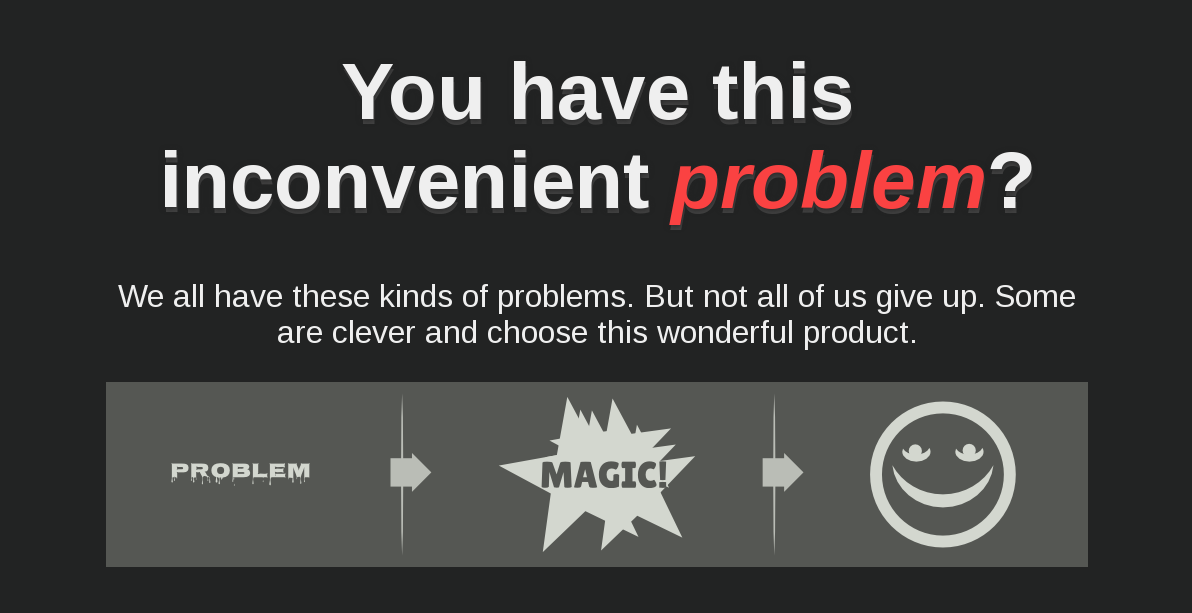 You have this
inconvenient problem?
We all have these kinds of problems. But not all of us give up. Some
are clever and choose this wonderful product.
PROBLEM
MAGIC!